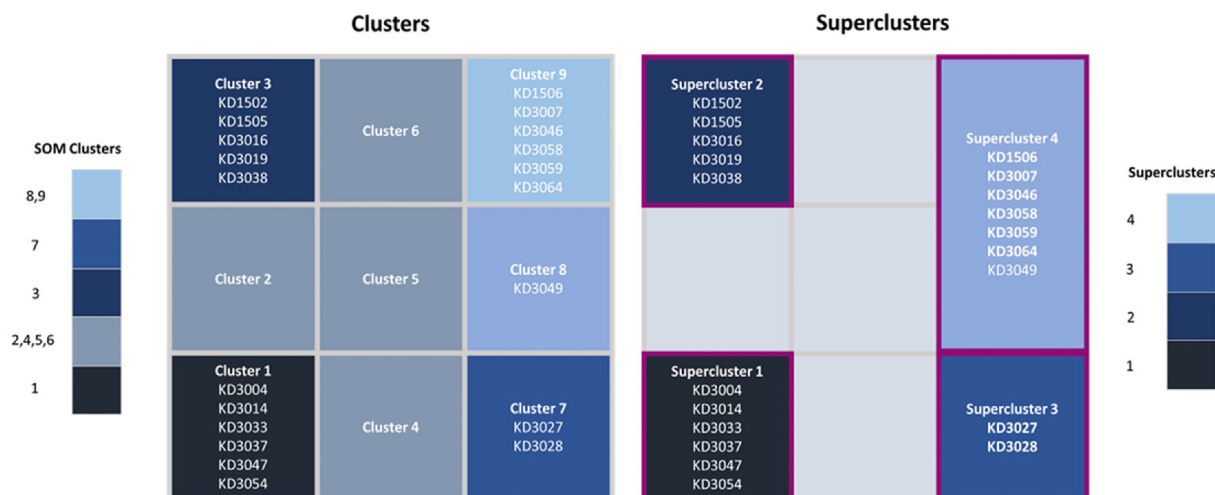 Clusters
Superclusters
SOM Clusters
8,9
7
3
2,4,5,6
1
Cluster 3
KD1502
KD1505
KD3016
KD3019
KD3038
Cluster 6
Cluster 9
KD1506
KD3007
KD3046
KD3058
KD3059
KD3064
Cluster 2
Cluster 5
Cluster 8
KD3049
Cluster 1
KD3004
KD3014
KD3033
KD3037
KD3047
KD3054
Cluster 4
Cluster 7
KD3027
KD3028
Supercluster 2
KD1502
KD1505
KD3016
KD3019
KD3038
Supercluster 4
KD1506
KD3007
KD3046
KD3058
KD3059
KD3064
KD3049
Supercluster 1
KD3004
KD3014
KD3033
KD3037
KD3047
KD3054
Supercluster 3
KD3027
KD3028
Superclusters
4
3
2
1